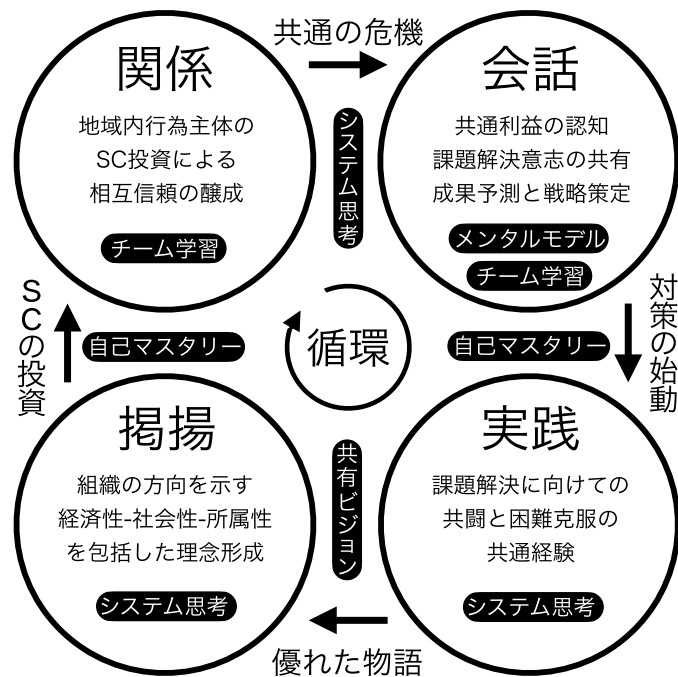 関係
地域内行為主体の
SC投資による
相互信頼の醸成
チーム学習
共通の危機
システム思考
会話
共通利益の認知
課題解決意志の共有
成果予測と戦略策定
メンタルモデル
チーム学習
SCの投資
自己マスタリー
循環
自己マスタリー
対策の始動
掲揚
組織の方向を示す
経済性-社会性-所属性
を包括した理念形成
システム思考
共有ビジョン
優れた物語
実践
課題解決に向けての
共闘と困難克服の
共通経験
システム思考